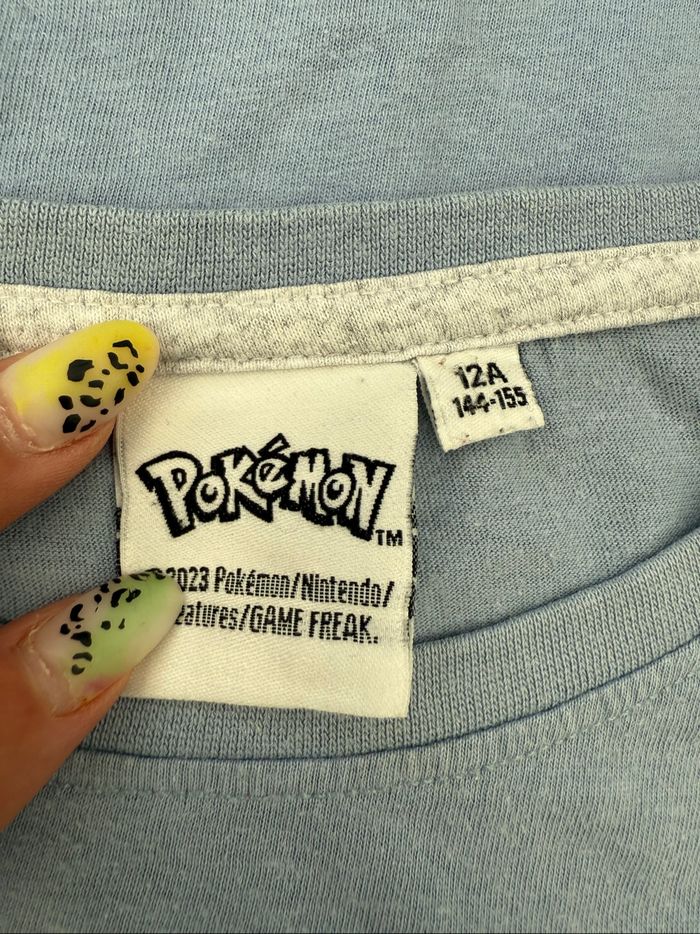 POKéMON
TM
2023 Pokémon/Nintendo/
/GAME FREAK.
12A
144-155